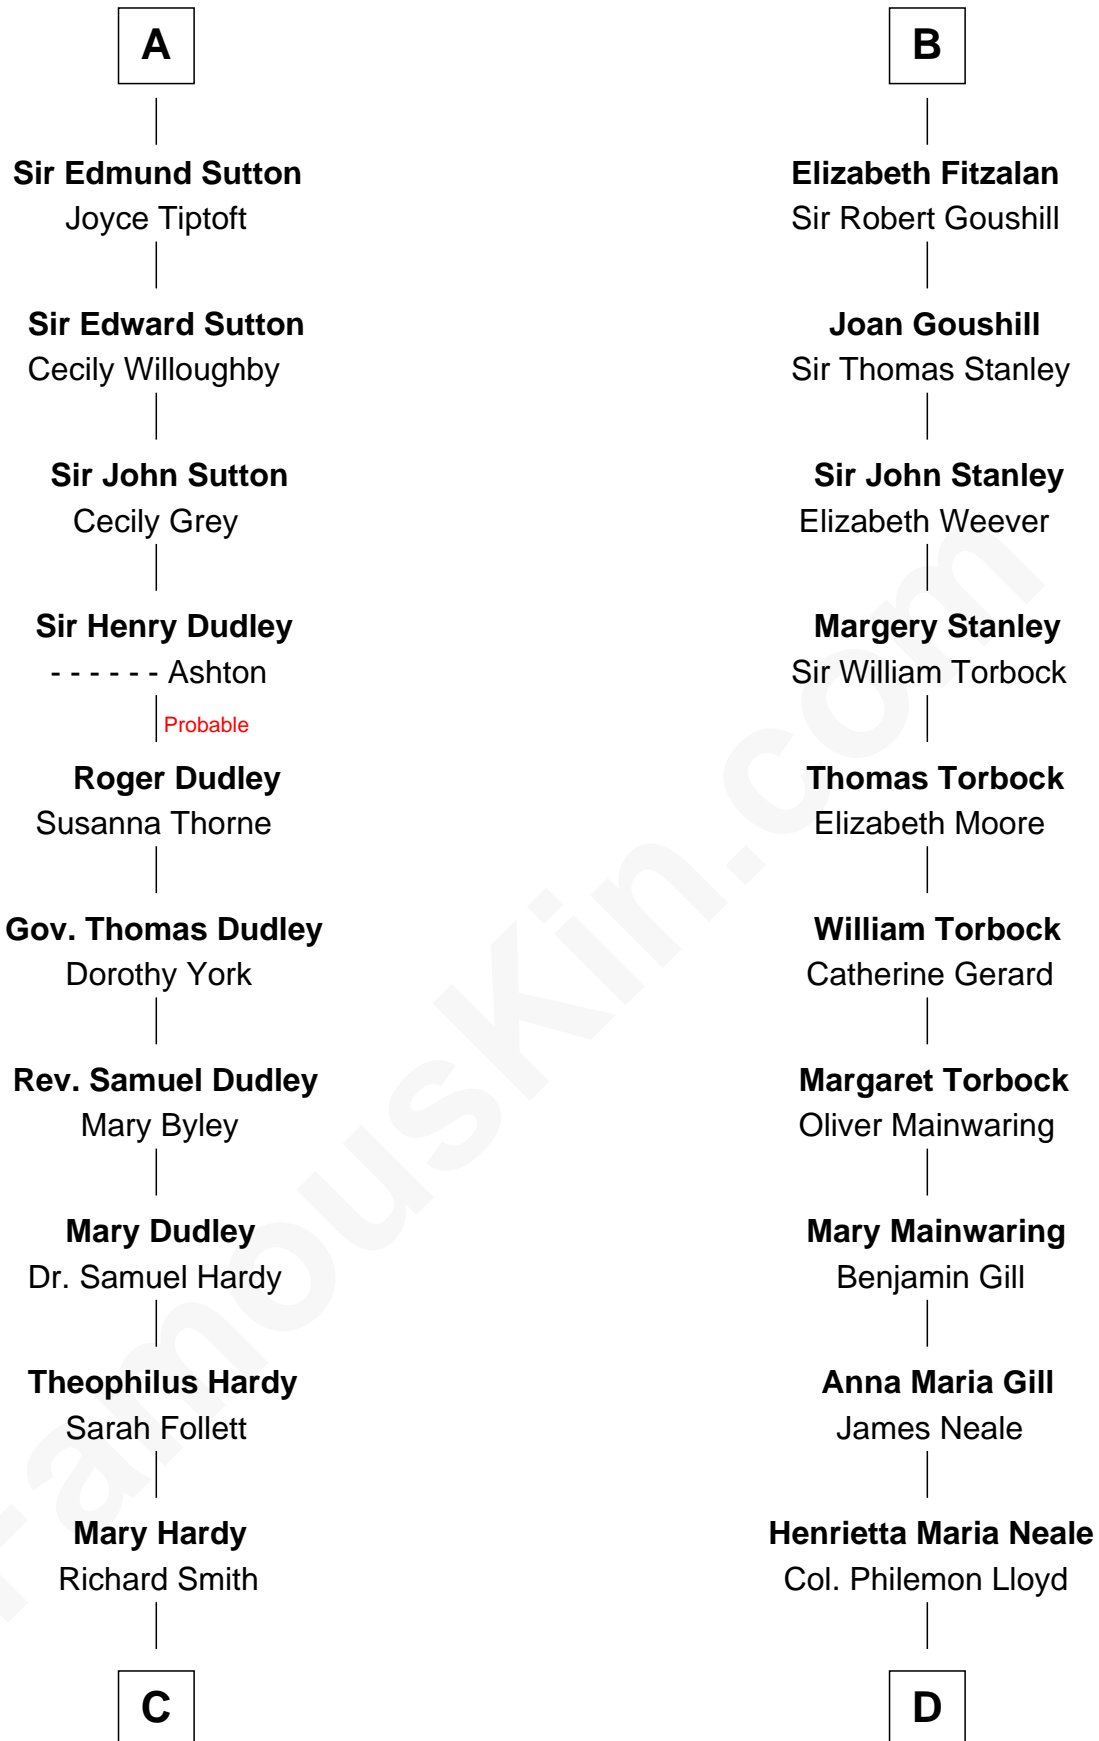 A
Sir Edmund Sutton
Joyce Tiptoft
Sir Edward Sutton
Cecily Willoughby
Sir John Sutton
Cecily Grey
Sir Henry Dudley
- - - - - - Ashton
Probable
Roger Dudley
Susanna Thorne
Gov. Thomas Dudley
Dorothy York
Rev. Samuel Dudley
Mary Byley
Mary Dudley
Dr. Samuel Hardy
Theophilus Hardy
Sarah Follett
Mary Hardy
Richard Smith
C
B
Elizabeth Fitzalan
Sir Robert Goushill
Joan Goushill
Sir Thomas Stanley
Sir John Stanley
Elizabeth Weever
Margery Stanley
Sir William Torbock
Thomas Torbock
Elizabeth Moore
William Torbock
Catherine Gerard
Margaret Torbock
Oliver Mainwaring
Mary Mainwaring
Benjamin Gill
Anna Maria Gill
James Neale
Henrietta Maria Neale
Col. Philemon Lloyd
D
FamousKin.com